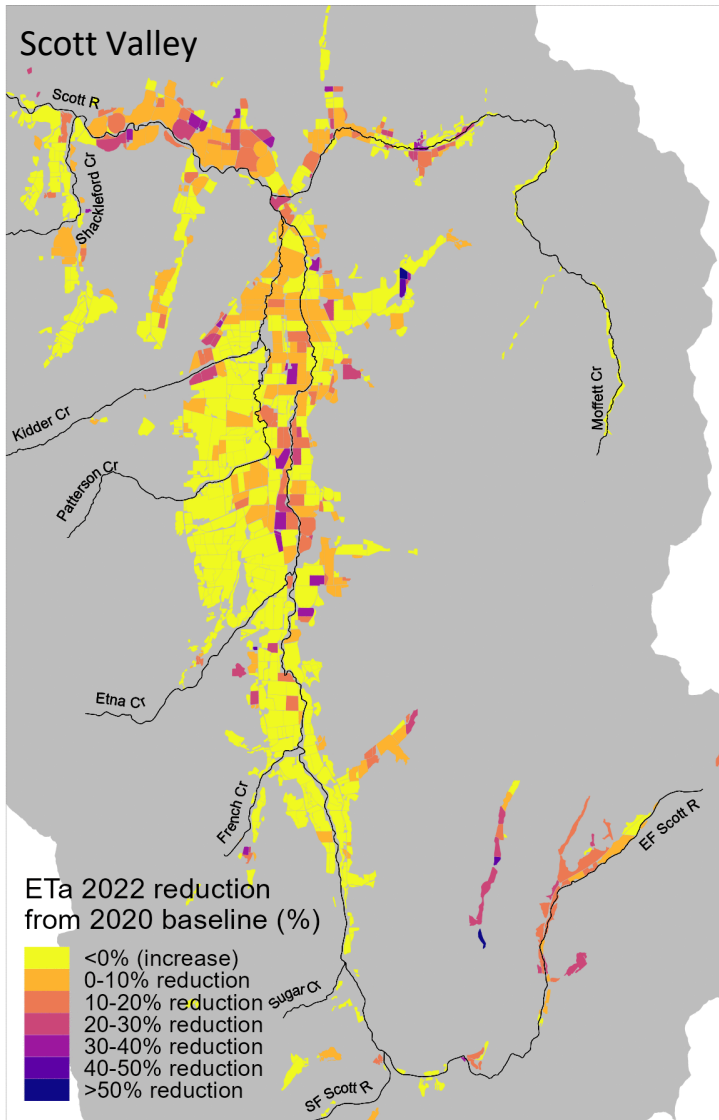 Scott Valley
Scott R
Shackleford Cr
Kidder Cr
Patterson Cr
Moffett Cr
Etna Cr
French Cr
EF Scott R
ETa 2022 reduction
from 2020 baseline (%)
<0% (increase)
0-10% reduction
10-20% reduction
20-30% reduction
30-40% reduction
40-50% reduction
>50% reduction
Sugar Cr
SF Scott R